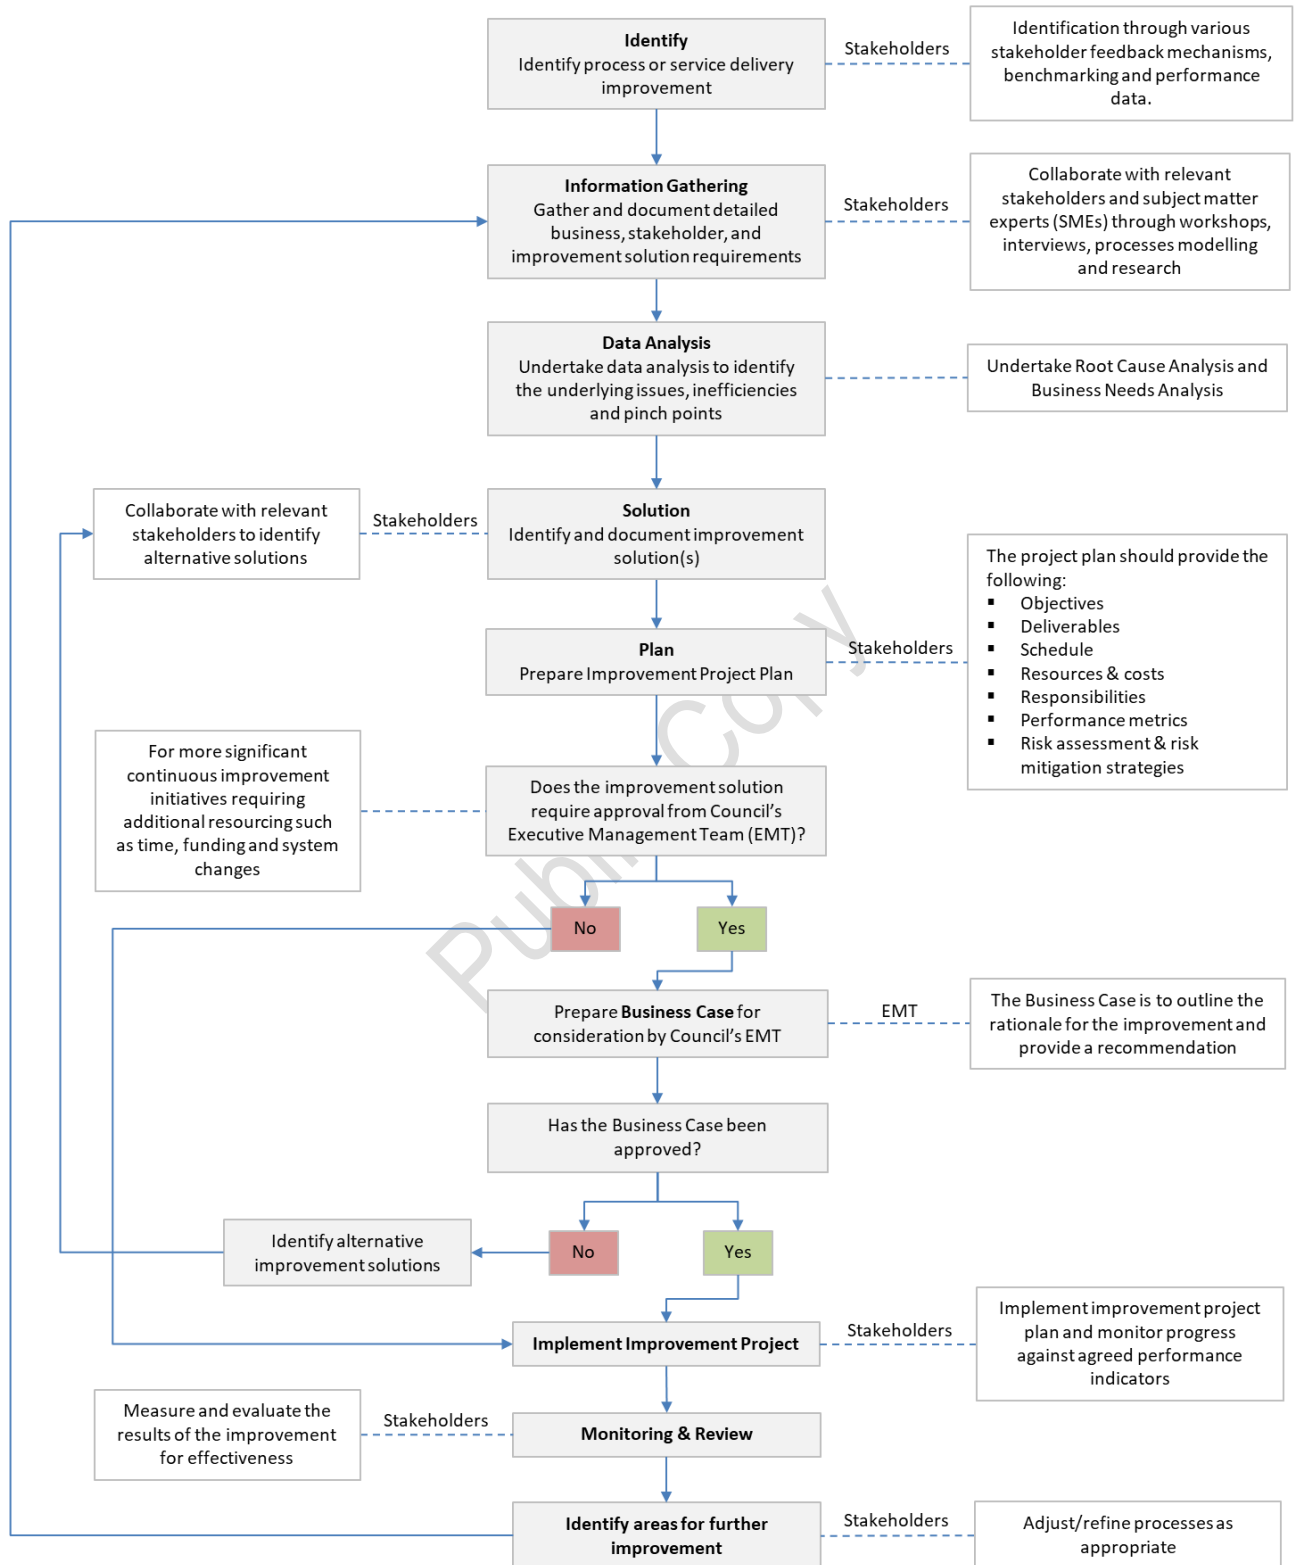 Identify
Identify process or service delivery
improvement
Stakeholders
Identification through various
stakeholder feedback mechanisms,
benchmarking and performance
data.
Information Gathering
Gather and document detailed
business, stakeholder, and
improvement solution requirements
Stakeholders
Collaborate with relevant
stakeholders and subject matter
experts (SMEs) through workshops,
interviews, processes modelling
and research
Data Analysis
Undertake data analysis to identify
the underlying issues, inefficiencies
and pinch points
Undertake Root Cause Analysis and
Business Needs Analysis
Collaborate with relevant
stakeholders to identify
alternative solutions
Stakeholders
Solution
Identify and document improvement
solution(s)
Plan
Prepare Improvement Project Plan
Stakeholders
The project plan should provide the
following:
▪ Objectives
▪ Deliverables
▪ Schedule
▪ Resources & costs
▪ Responsibilities
▪ Performance metrics
▪ Risk assessment & risk
mitigation strategies
For more significant
continuous improvement
initiatives requiring
additional resourcing such
as time, funding and system
changes
Does the improvement solution
require approval from Council's
Executive Management Team (EMT)?
No
Yes
Public Copy
Prepare Business Case for
consideration by Council's EMT
EMT
The Business Case is to outline the
rationale for the improvement and
provide a recommendation
Has the Business Case been
approved?
Identify alternative
improvement solutions
No
Yes
Implement Improvement Project
Stakeholders
Implement improvement project
plan and monitor progress
against agreed performance
indicators
Measure and evaluate the
results of the improvement
for effectiveness
Stakeholders
Monitoring & Review
Identify areas for further
improvement
Stakeholders
Adjust/refine processes as
appropriate